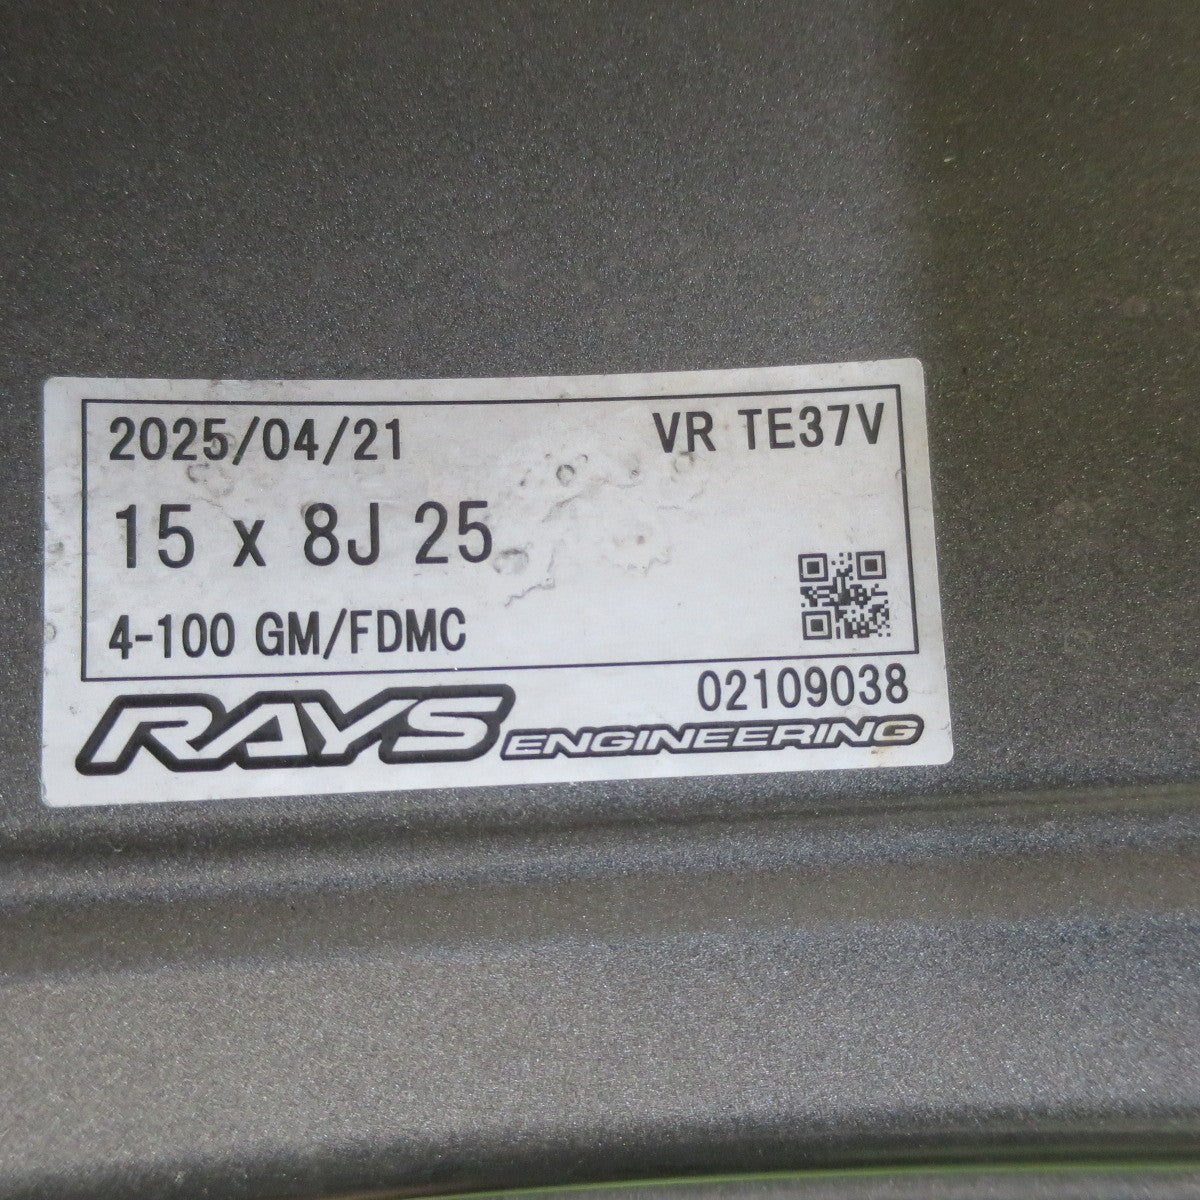 2025/04/21
VR TE37V
15 x 8J 25
4-100 GM/FDMC
02109038
RAYS ENGINEERING